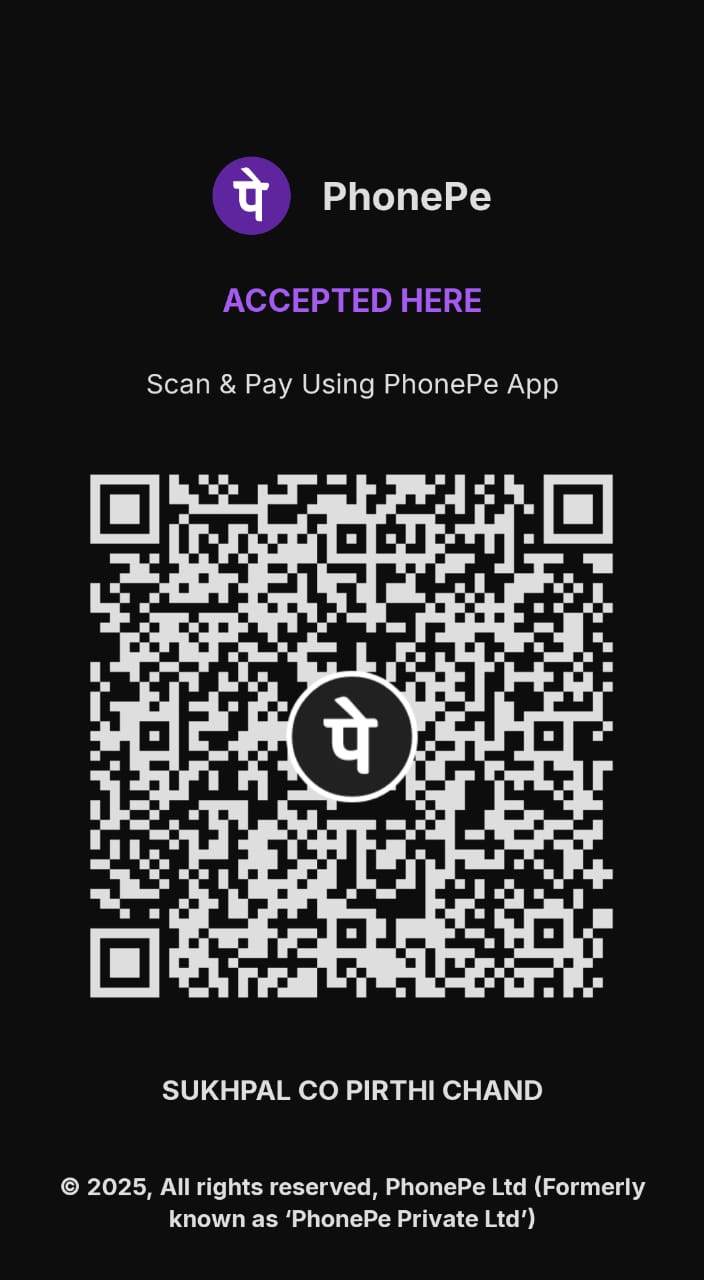 पे PhonePe
ACCEPTED HERE
Scan & Pay Using PhonePe App
पे
SUKHPAL CO PIRTHI CHAND
© 2025, All rights reserved, PhonePe Ltd (Formerly
known as ‘PhonePe Private Ltd’)